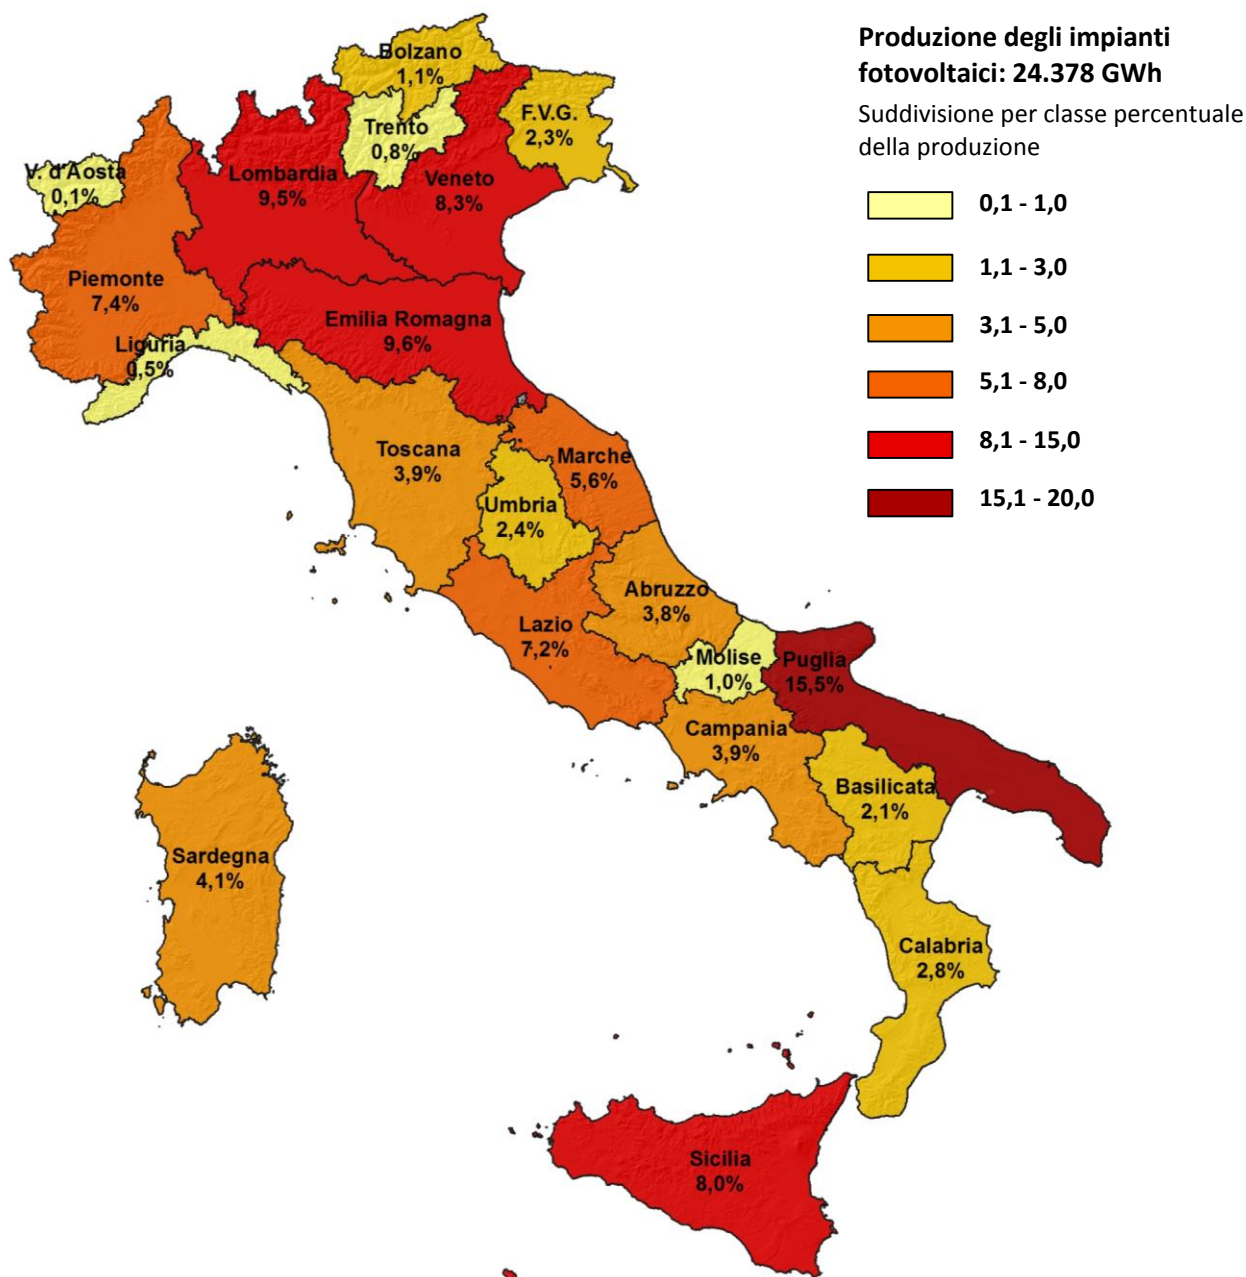 Produzione degli impianti
fotovoltaici: 24.378 GWh
Suddivisione per classe percentuale
della produzione
0,1 - 1,0
1,1 - 3,0
3,1 - 5,0
5,1 - 8,0
8,1 - 15,0
15,1 - 20,0
Bolzano
1,1%
Trento
0,8%
F.V.G.
2,3%
V. d'Aosta
0,1%
Lombardia
9,5%
Veneto
8,3%
Piemonte
7,4%
Emilia Romagna
9,6%
Liguria
0,5%
Toscana
3,9%
Marche
5,6%
Umbria
2,4%
Abruzzo
3,8%
Lazio
7,2%
Molise
1,0%
Puglia
15,5%
Campania
3,9%
Basilicata
2,1%
Sardegna
4,1%
Calabria
2,8%
Sicilia
8,0%